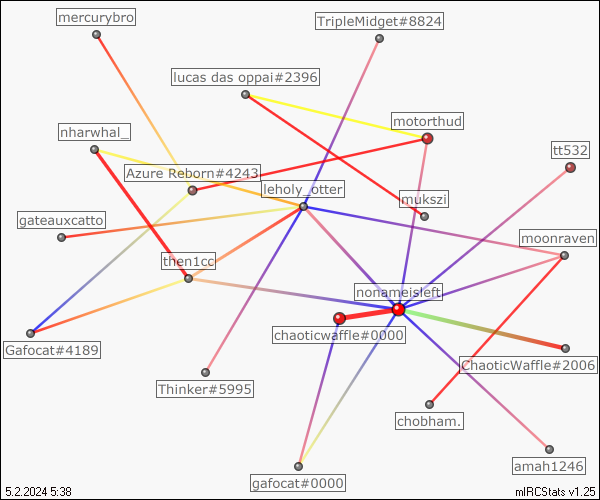 mercurybro
TripleMidget#8824
lucas das oppai#2396
motorthud
nharwhal_
tt532
Azure Reborn#4243
leholy_otter
mukszi
gateauxcatto
moonraven
then1cc
nonameisleft
chaoticwaffle#0000
Gafocat#4189
ChaoticWaffle#2006
Thinker#5995
chobham.
amah1246
gafocat#0000
5.2.2024 5:38
mIRCStats v1.25